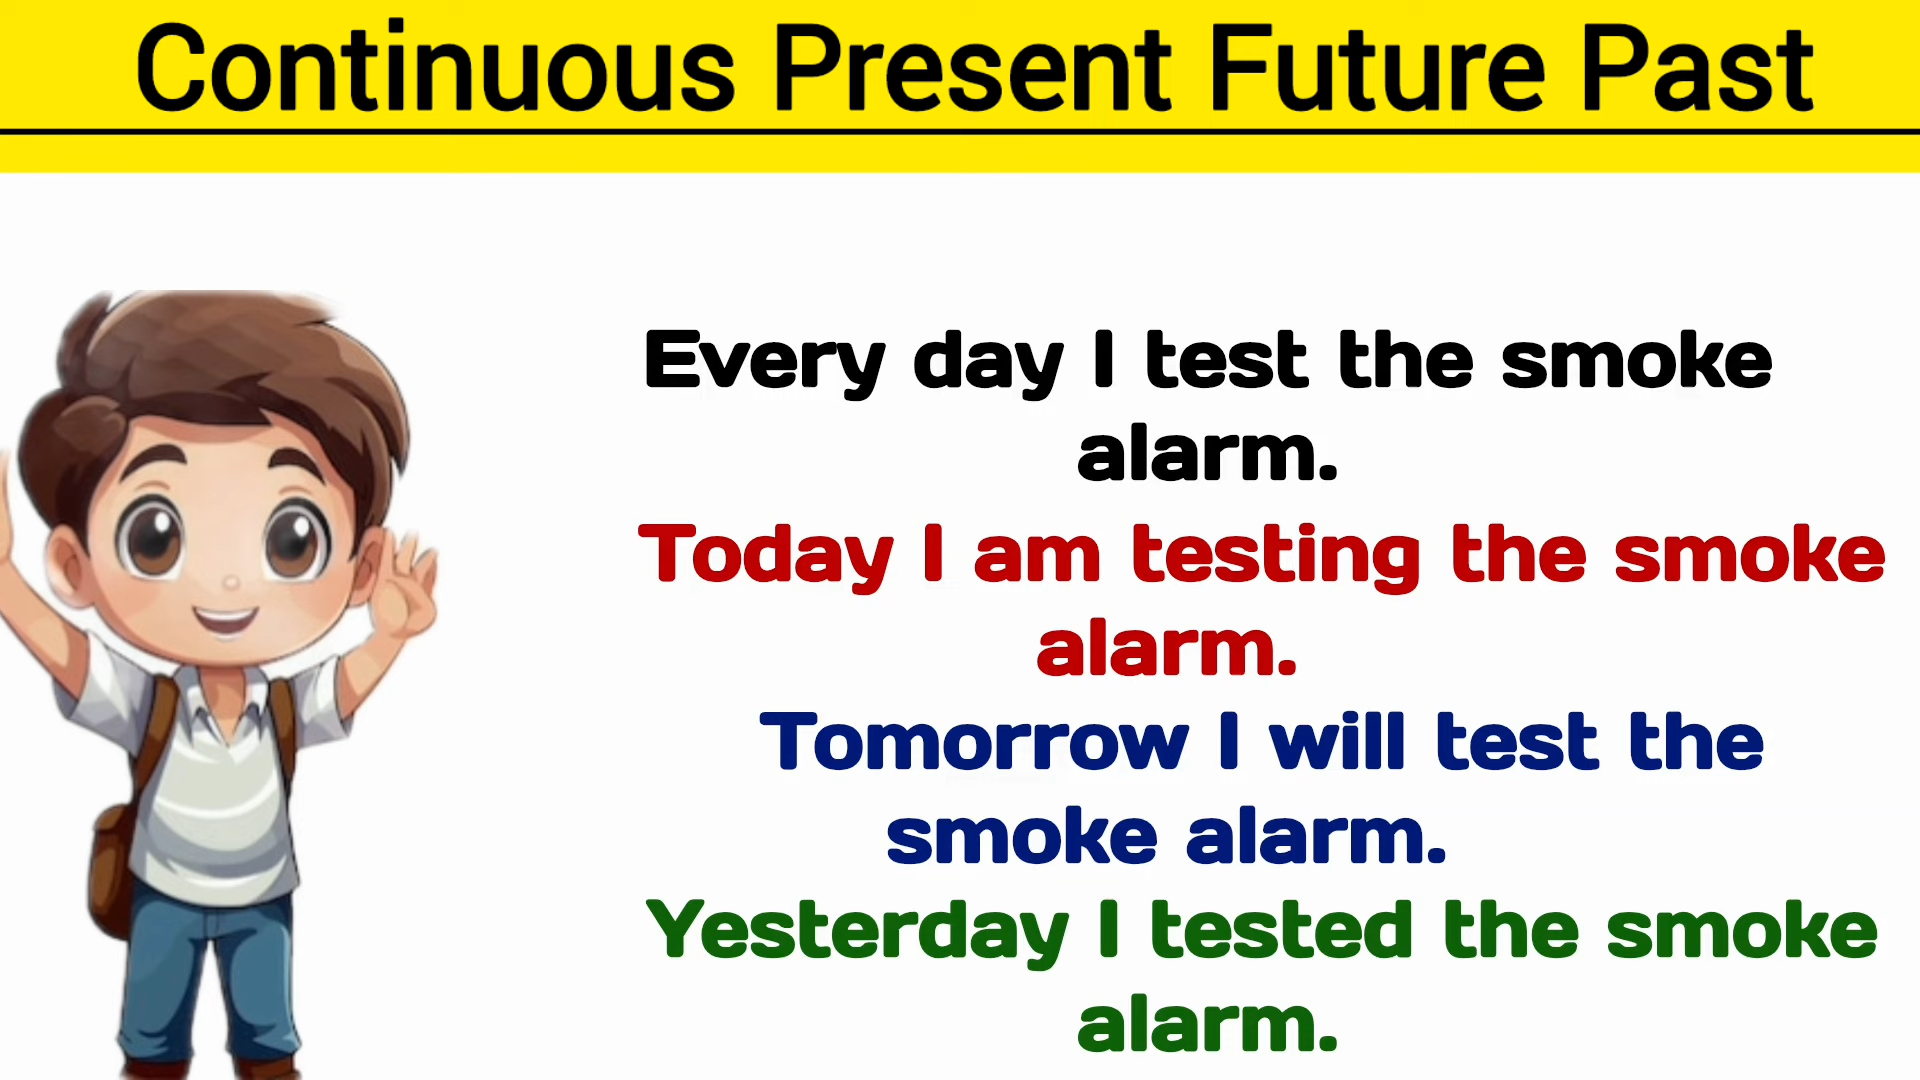 Continuous Present Future Past
Every day I test the smoke
alarm.
Today I am testing the smoke
alarm.
Tomorrow I will test the
smoke alarm.
Yesterday I tested the smoke
alarm.